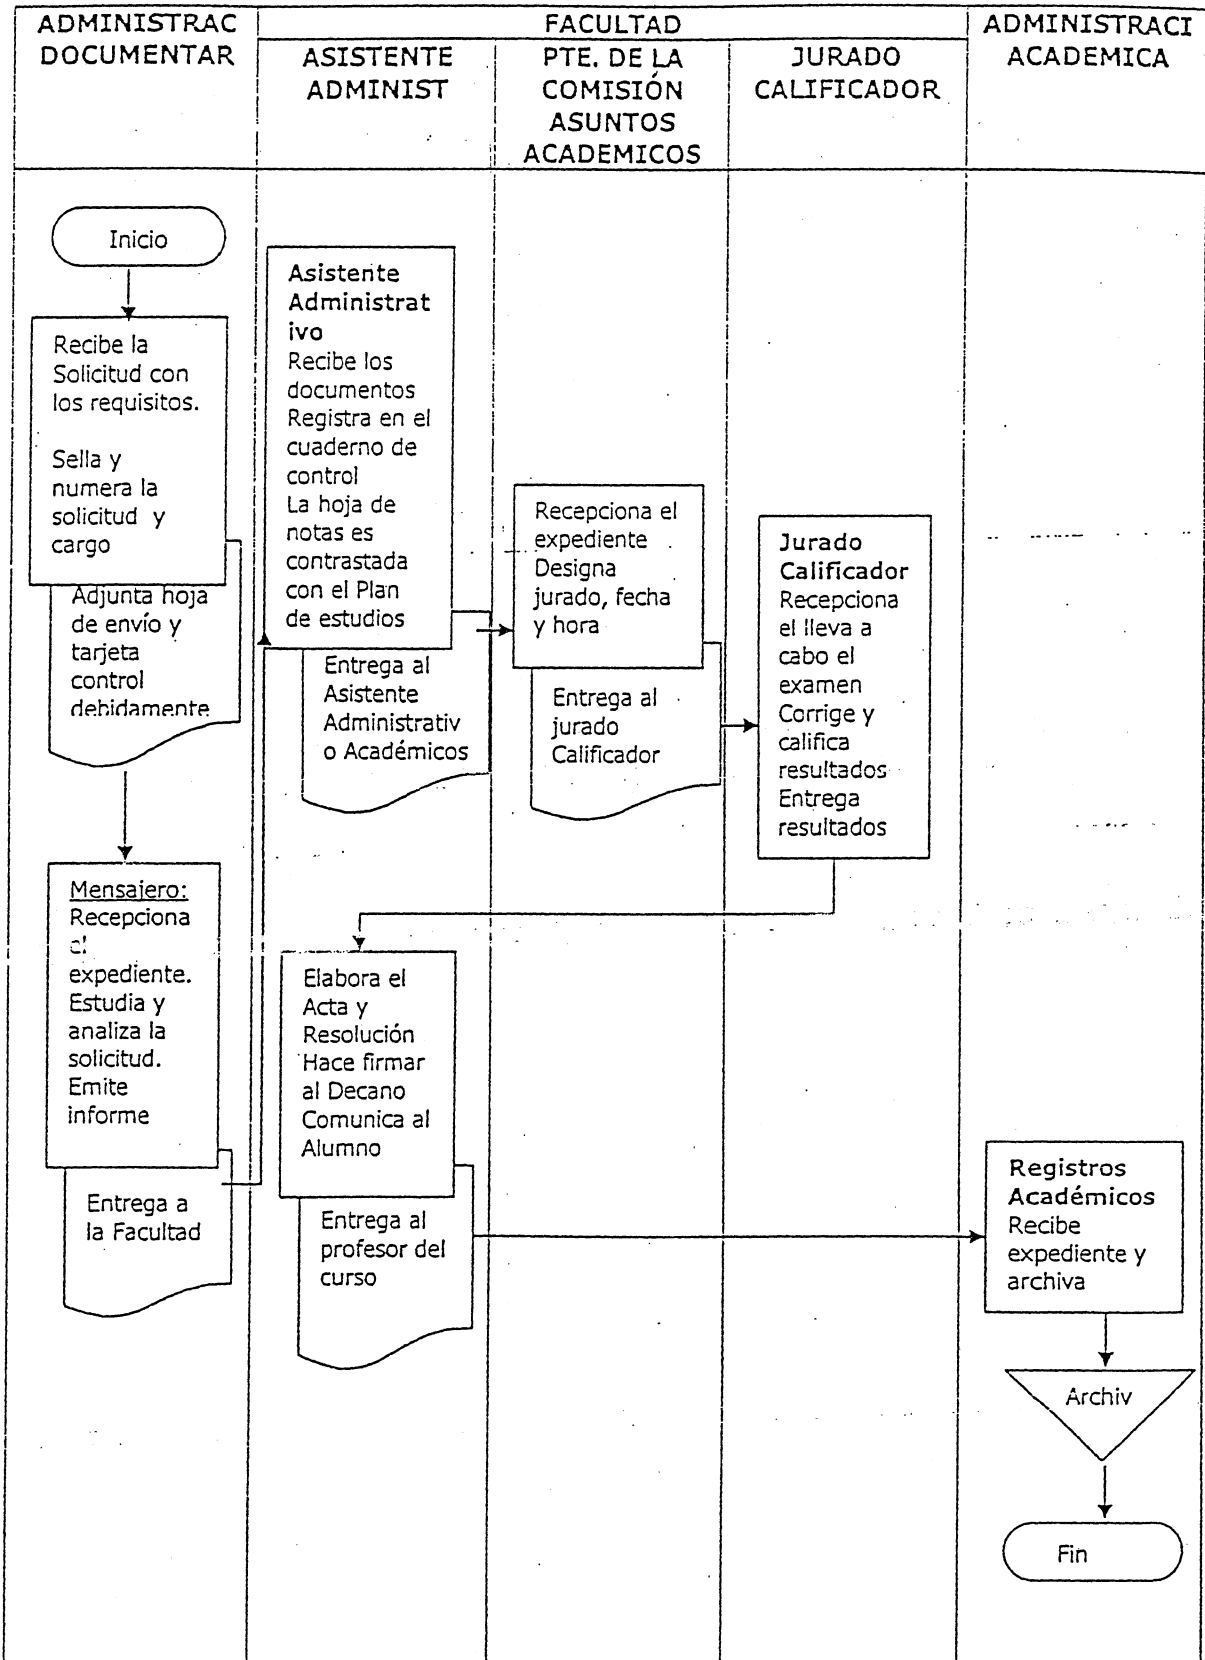 ADMINISTRAC
DOCUMENTAR
FACULTAD
ASISTENTE
ADMINIST
PTE. DE LA
COMISIÓN
ASUNTOS
ACADEMICOS
JURADO
CALIFICADOR
ADMINISTRACI
ACADEMICA
Inicio
Recibe la
Solicitud con
los requisitos.
Sella y
numera la
solicitud y
cargo
Adjunta hoja
de envío y
tarjeta
control
debidamente
Mensajero:
Recepciona
el
expediente.
Estudia y
analiza la
solicitud.
Emite
informe
Entrega a
la Facultad
Asistente
Administrat
ivo
Recibe los
documentos
Registra en el
cuaderno de
control
La hoja de
notas es
contrastada
con el Plan
de estudios
Entrega al
Asistente
Administrativ
o Académicos
Recepciona el
expediente
Designa
jurado, fecha
y hora
Entrega al
jurado
Calificador
Jurado
Calificador
Recepciona
el lleva a
cabo el
examen
Corrige y
califica
resultados
Entrega
resultados
Elabora el
Acta y
Resolución
Hace firmar
al Decano
Comunica al
Alumno
Entrega al
profesor del
curso
Registros
Académicos
Recibe
expediente y
archiva
Archiv
Fin